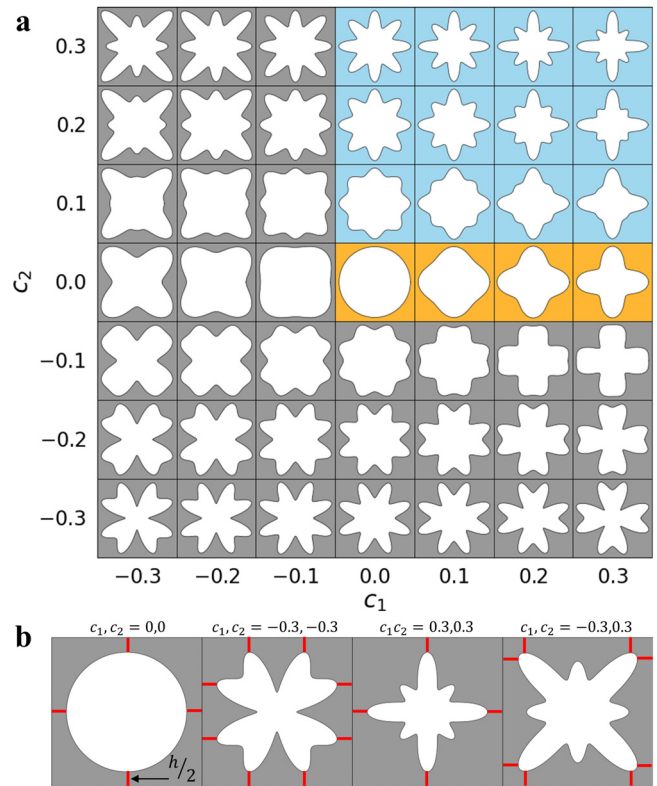 a
0.3
0.2
0.1
0.0
−0.1
−0.2
−0.3
c₂
−0.3 −0.2 −0.1 0.0 0.1 0.2 0.3
c₁
b
c₁, c₂ = 0,0 c₁, c₂ = −0.3, −0.3 c₁c₂ = 0.3,0.3 c₁, c₂ = −0.3,0.3
h/2